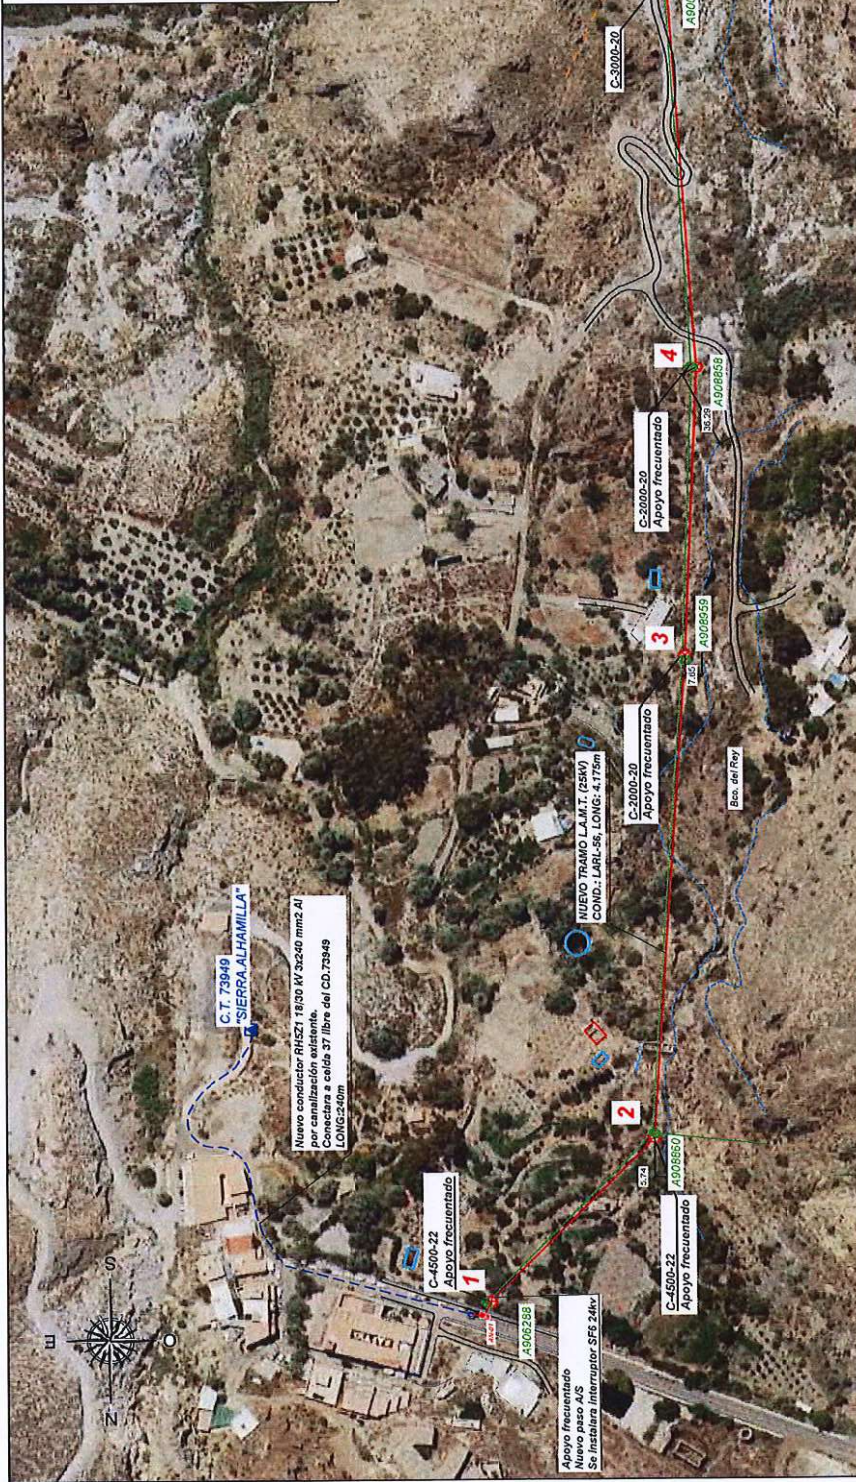 C.T. 73949
"SIERRA.ALHAMILLA"
Nuevo conductor RH5Z1 18/30 kV 3x240 mm2 Al
por canalización existente.
Conectara a celda 37 libre del CD.73949
LONG:240m
S
E
N
O
C-4500-22
Apoyo frecuentado
1
A906288
Apoyo frecuentado
Nuevo paso A/S
Se instalara interruptor SF6 24kv
2
5.74
A908860
C-4500-22
Apoyo frecuentado
NUEVO TRAMO L.A.M.T. (25kV)
COND.: LARL-56, LONG: 4.175m
Bco. del Rey
C-2000-20
Apoyo frecuentado
3
7.65
A908959
C-2000-20
Apoyo frecuentado
4
36.29
A908858
C-3000-20
A90